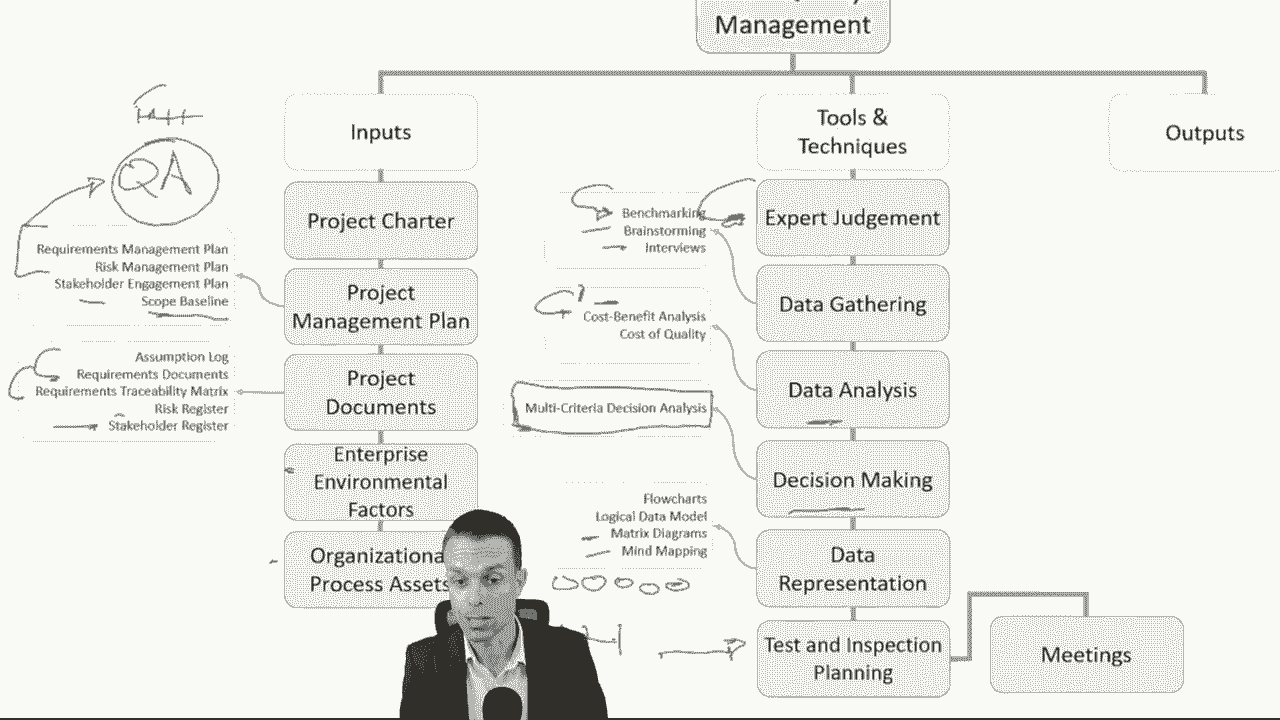 Management
Inputs
Tools &
Techniques
Outputs
QA
Project Charter
Requirements Management Plan
Risk Management Plan
Stakeholder Engagement Plan
Scope Baseline
Project
Management Plan
Assumption Log
Requirements Documents
Requirements Traceability Matrix
Risk Register
Stakeholder Register
Project
Documents
Enterprise
Environmental
Factors
Organizationa
Process Assets
Benchmarking
Brainstorming
Interviews
Expert Judgement
Data Gathering
Cost-Benefit Analysis
Cost of Quality
Data Analysis
Multi-Criteria Decision Analysis
Decision Making
Flowcharts
Logical Data Model
Matrix Diagrams
Mind Mapping
Data
Representation
Test and Inspection
Planning
Meetings